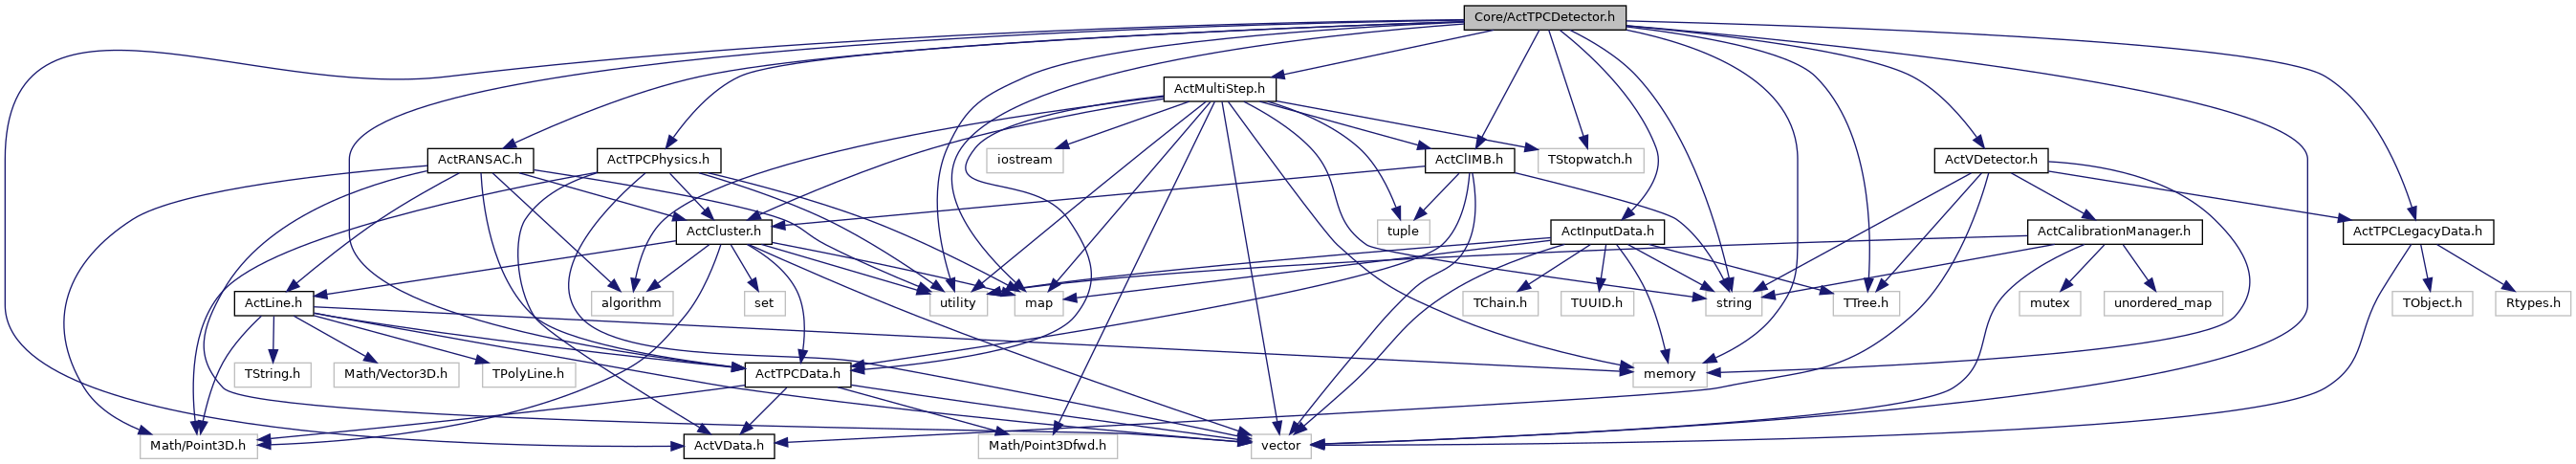 Core/ActTPCDetector.h
ActMultiStep.h
ActRANSAC.h
ActTPCPhysics.h
iostream
ActClIMB.h
TStopwatch.h
ActVDetector.h
ActCluster.h
tuple
ActInputData.h
ActCalibrationManager.h
ActTPCLegacyData.h
ActLine.h
algorithm
set
utility
map
TChain.h
TUUID.h
string
TTree.h
mutex
unordered_map
TObject.h
Rtypes.h
TString.h
Math/Vector3D.h
TPolyLine.h
ActTPCData.h
memory
Math/Point3D.h
ActVData.h
Math/Point3Dfwd.h
vector